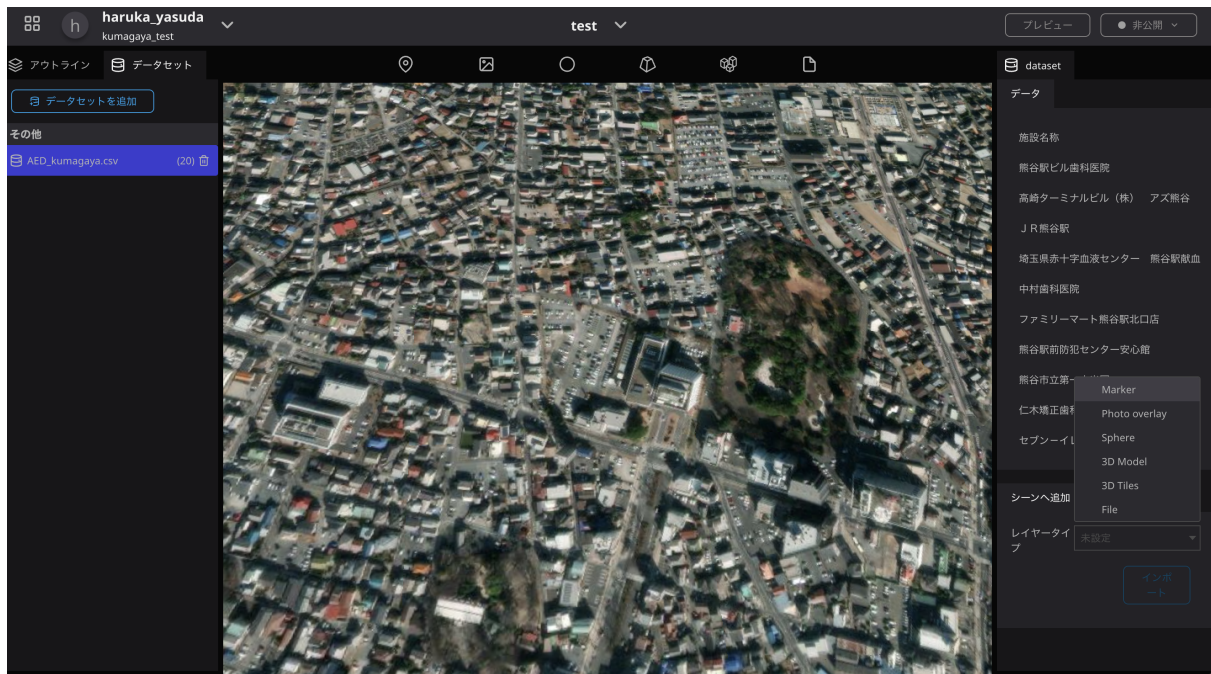 h
haruka_yasuda
kumagaya_test
test
プレビュー
非公開
アウトライン
データセット
dataset
データ
データセットを追加
その他
AED_kumagaya.csv
(20)
施設名称
熊谷駅ビル歯科医院
高崎ターミナルビル（株）　アズ熊谷
ＪＲ熊谷駅
埼玉県赤十字血液センター　熊谷駅献血
中村歯科医院
ファミリーマート熊谷駅北口店
熊谷駅前防犯センター安心館
熊谷市立第一
仁木矯正歯
セブン−イレ
Marker
Photo overlay
Sphere
3D Model
3D Tiles
File
シーンへ追加
レイヤータイ
プ
未設定
インポ
ート